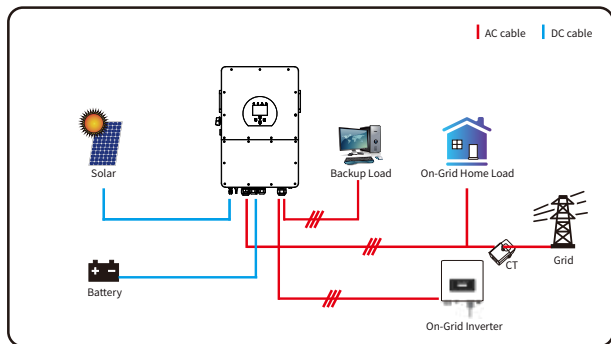 AC cable
DC cable
Solar
Backup Load
On-Grid Home Load
CT
Grid
Battery
On-Grid Inverter